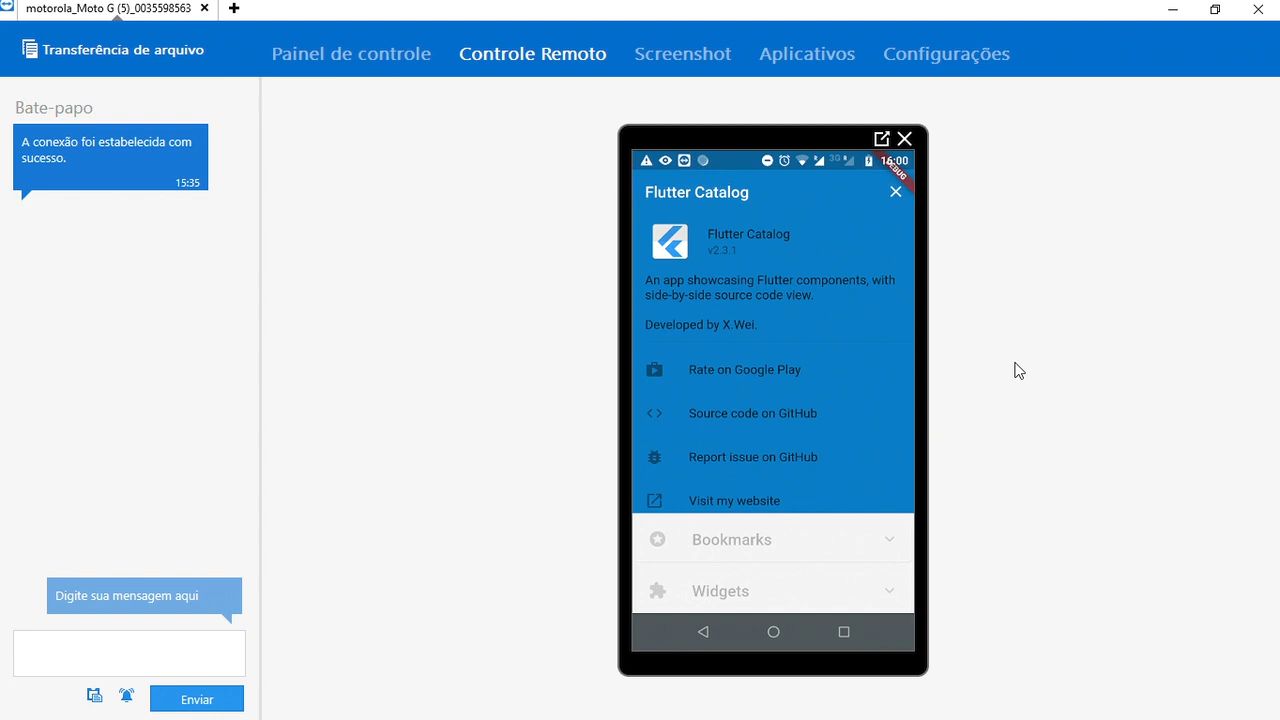 motorola_Moto G (5)_0035598563
Transferência de arquivo
Painel de controle
Controle Remoto
Screenshot
Aplicativos
Configurações
Bate-papo
A conexão foi estabelecida com
sucesso.
15:35
3G
16:00
DEBUG
Flutter Catalog
Flutter Catalog
v2.3.1
An app showcasing Flutter components, with
side-by-side source code view.
Developed by X.Wei.
Rate on Google Play
Source code on GitHub
Report issue on GitHub
Visit my website
Bookmarks
Widgets
Digite sua mensagem aqui
Enviar